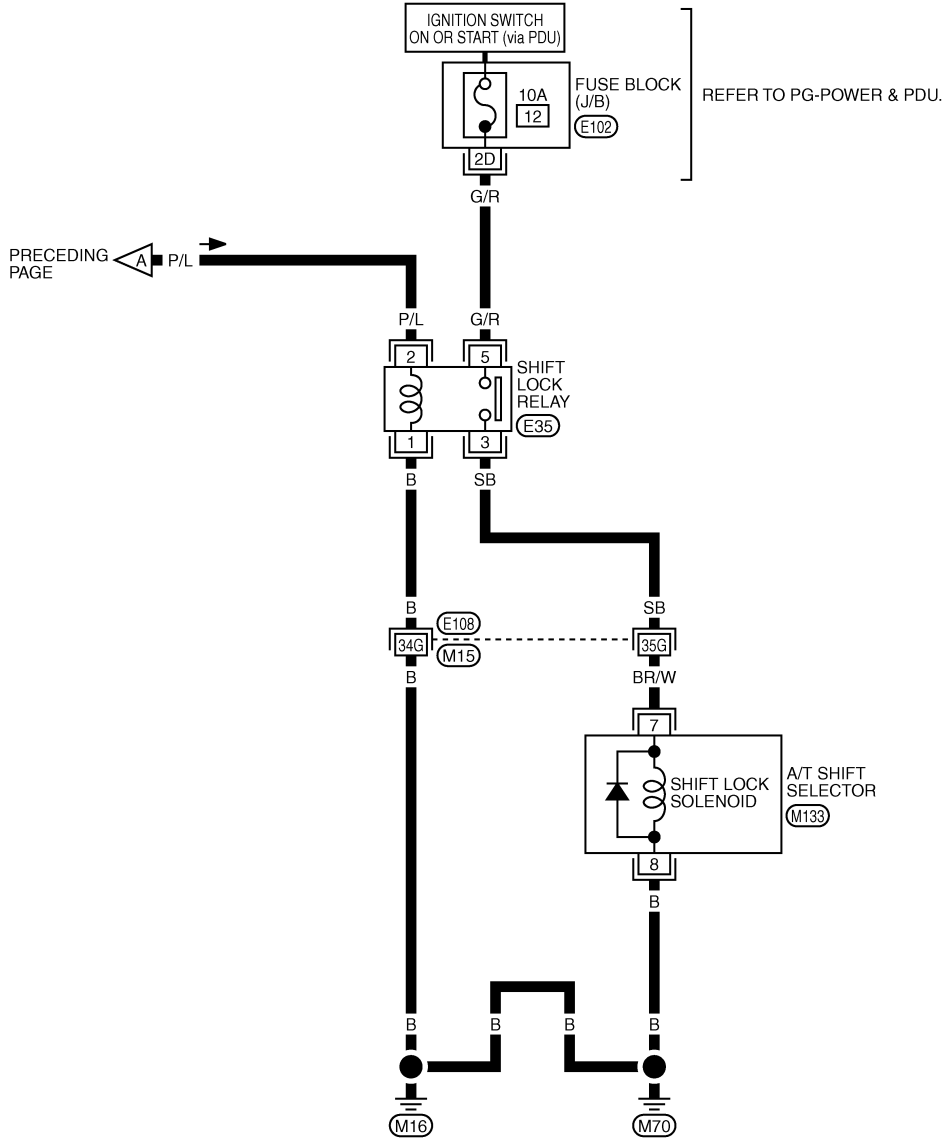 IGNITION SWITCH
ON OR START (via PDU)
FUSE BLOCK
(J/B)
10A
12
E102
REFER TO PG-POWER & PDU.
2D
G/R
PRECEDING
PAGE
A
P/L
P/L
G/R
2
5
SHIFT
LOCK
RELAY
E35
1
3
B
SB
B
SB
E108
34G
35G
M15
B
BR/W
7
SHIFT LOCK
SOLENOID
A/T SHIFT
SELECTOR
M133
8
B
B
B
B
B
M16
M70